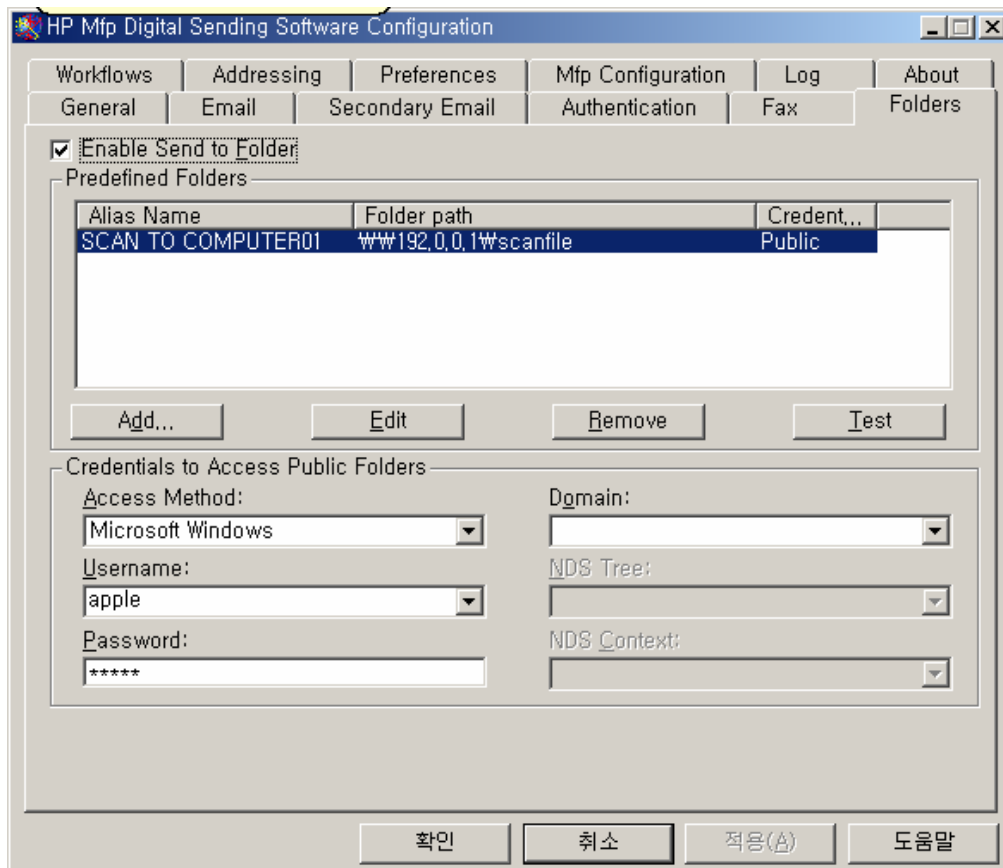 HP Mfp Digital Sending Software Configuration
Workflows Addressing Preferences Mfp Configuration Log About
General Email Secondary Email Authentication Fax Folders
Enable Send to Folder
Predefined Folders
Alias Name Folder path Credent...
SCAN TO COMPUTER01 ₩₩192.0.0.1₩scanfile Public
Add... Edit Remove Test
Credentials to Access Public Folders
Access Method: Domain:
Microsoft Windows
Username: NDS Tree:
apple
Password: NDS Context:
*****
확인 취소 적용(A) 도움말